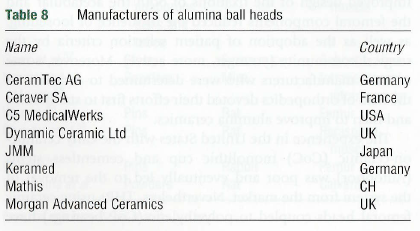 Table 8 Manufacturers of alumina ball heads
Name Country
CeramTec AG Germany
Ceraver SA France
C5 MedicalWerks USA
Dynamic Ceramic Ltd UK
JMM Japan
Keramed Germany
Mathis CH
Morgan Advanced Ceramics UK